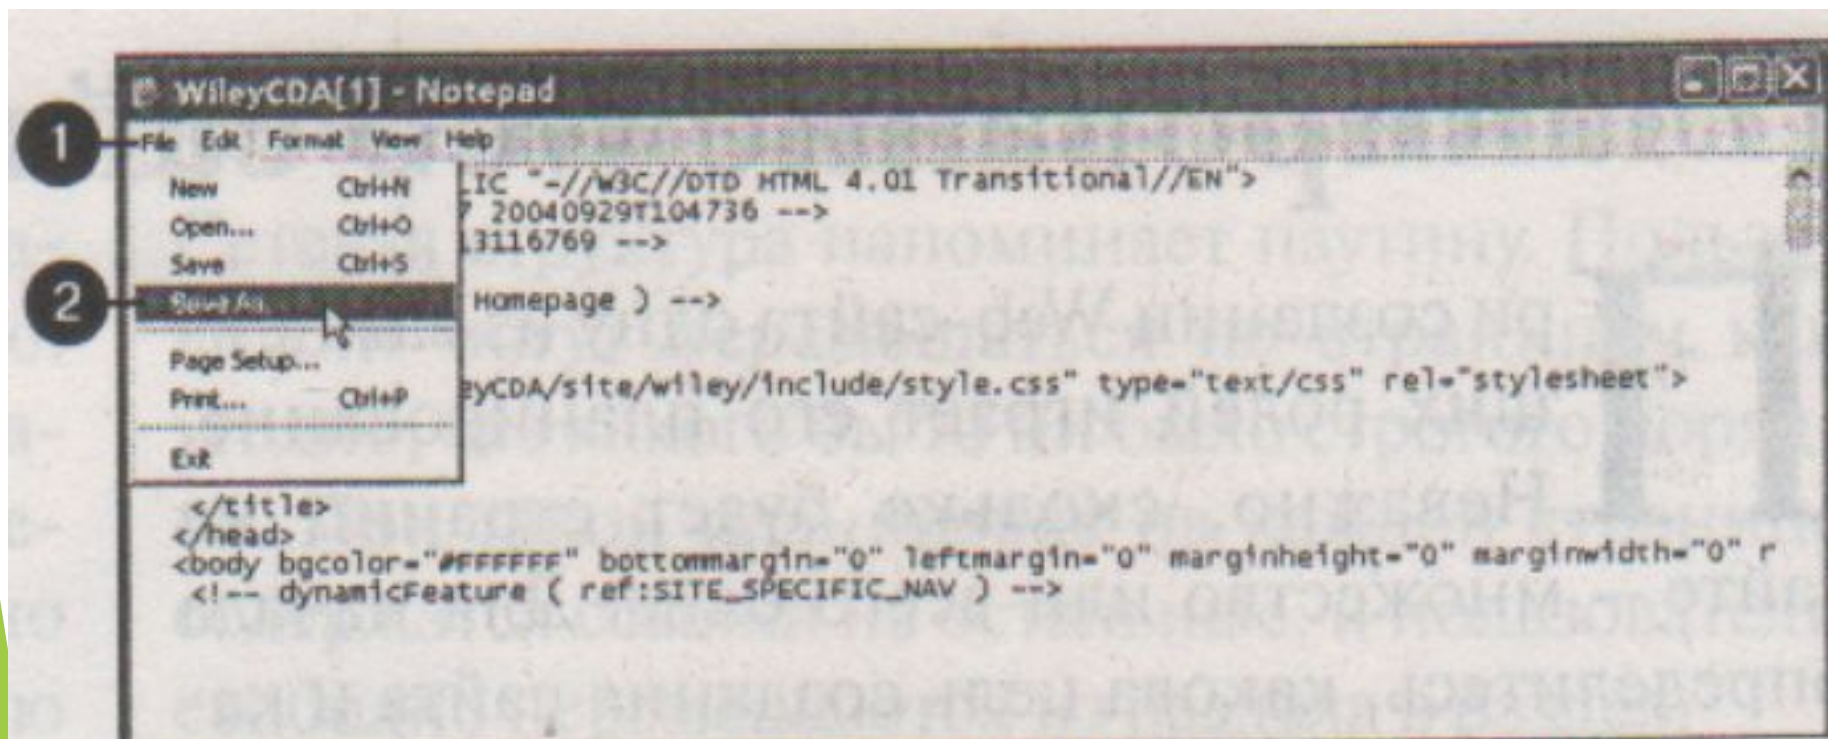 WileyCDA[1] - Notepad
1
File Edit Format View Help
New Ctrl+N
Open... Ctrl+O
Save Ctrl+S
2
Save As...
Page Setup...
Print... Ctrl+P
Exit
LIC "-//W3C//DTD HTML 4.01 Transitional//EN">
7 20040929T104736 -->
13116769 -->
Homepage ) -->
eyCDA/site/wiley/include/style.css" type="text/css" rel="stylesheet">
</title>
</head>
<body bgcolor="#FFFFFF" bottommargin="0" leftmargin="0" marginheight="0" marginwidth="0" r
<!-- dynamicFeature ( ref:SITE_SPECIFIC_NAV ) -->